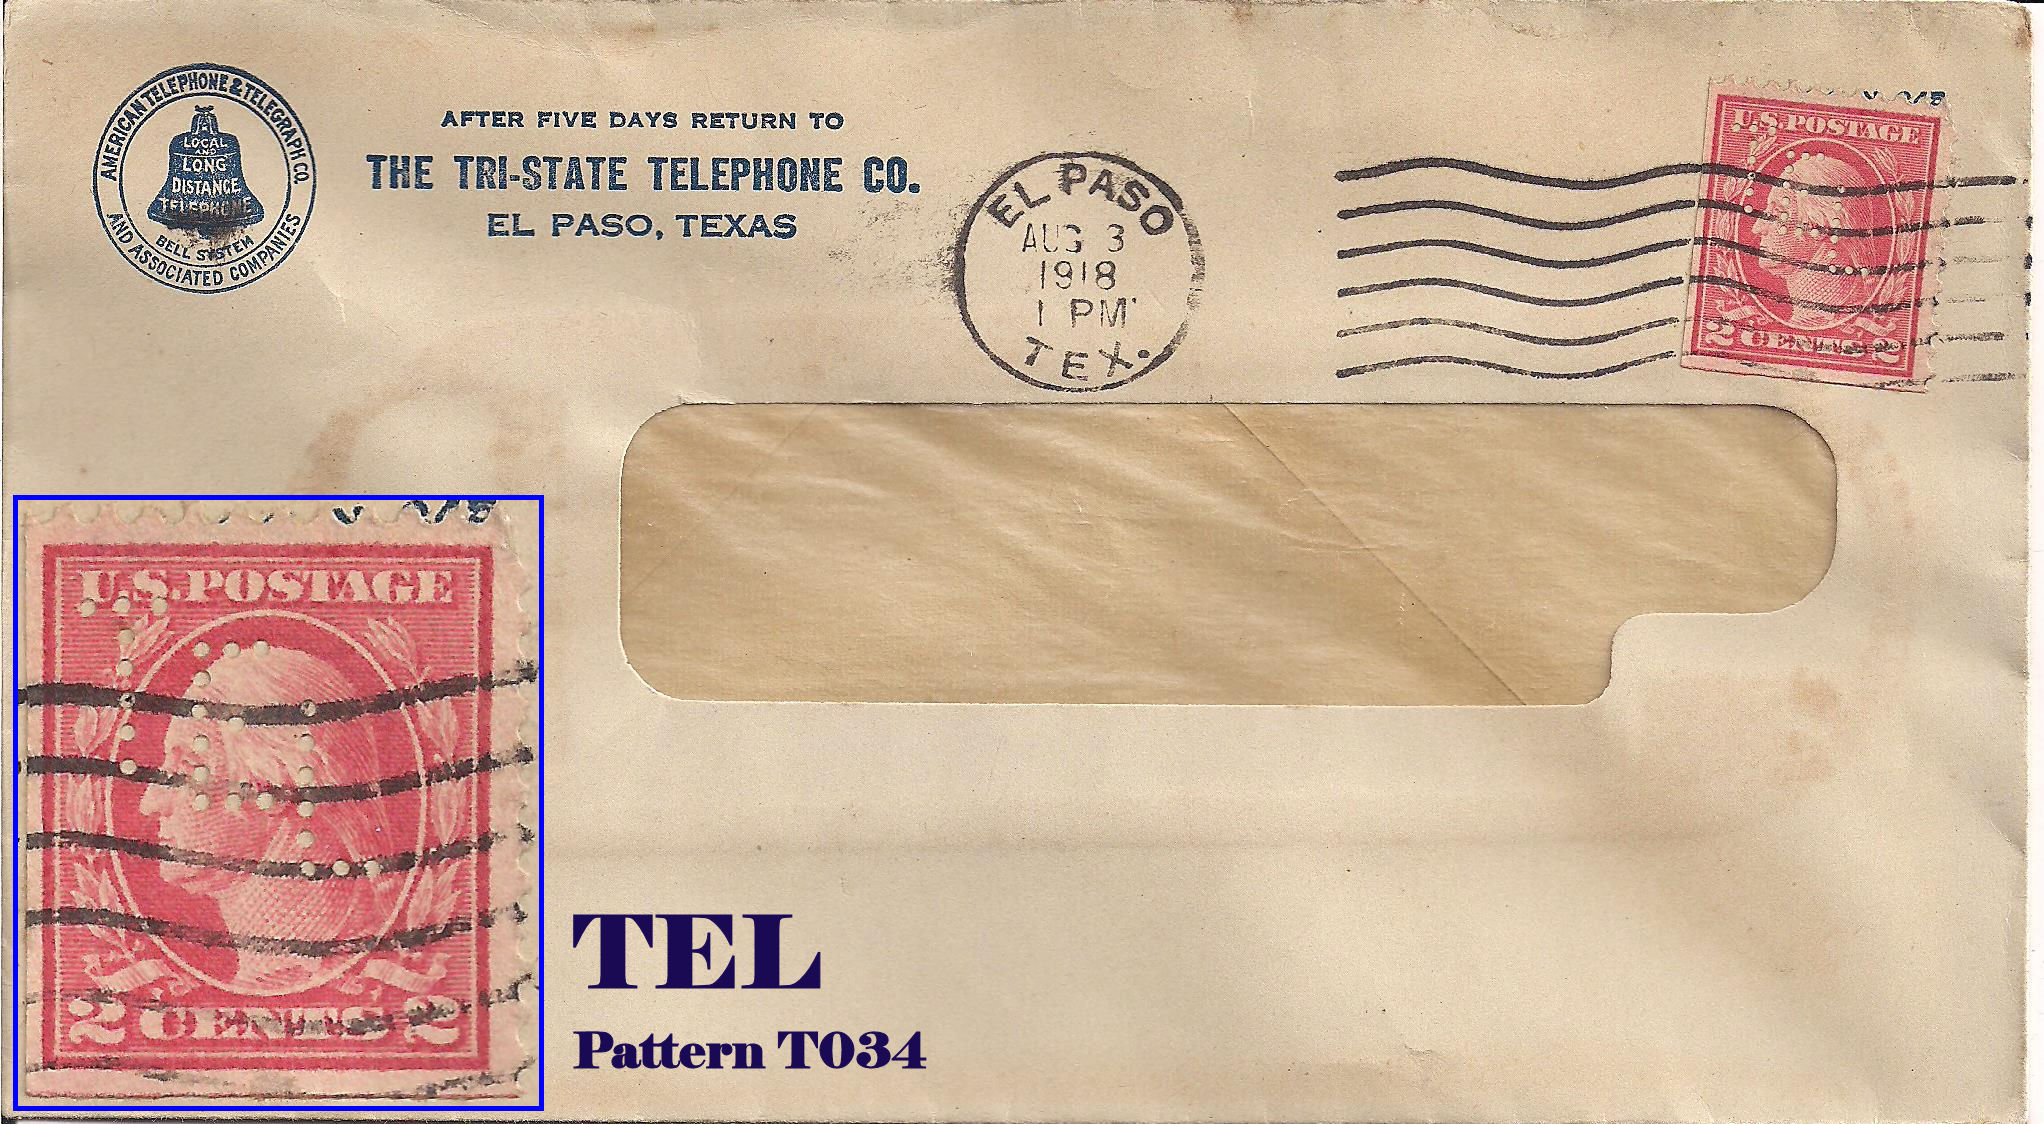 AMERICAN TELEPHONE & TELEGRAPH CO.
AND ASSOCIATED COMPANIES
LOCAL
AND
LONG
DISTANCE
TELEPHONE
BELL SYSTEM
AFTER FIVE DAYS RETURN TO
THE TRI-STATE TELEPHONE CO.
EL PASO, TEXAS
EL PASO
AUG 3
1918
1 PM
TEX.
U.S. POSTAGE
2 CENTS 2
U.S. POSTAGE
TEL
2 CENTS 2
TEL
Pattern T034